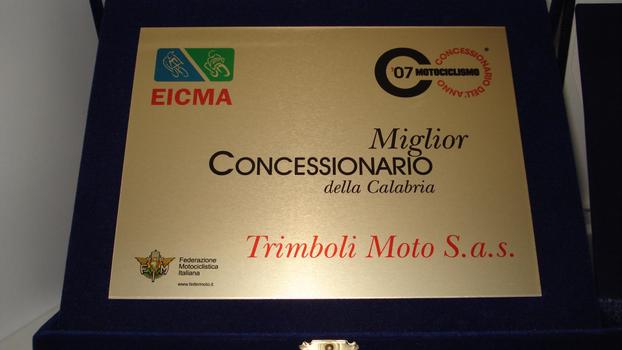 EICMA
'07 MOTOCICLISMO
CONCESSIONARIO DELL'ANNO
Miglior
CONCESSIONARIO
della Calabria
Trimboli Moto S.a.s.
Federazione
Motociclistica
Italiana
www.federmoto.it